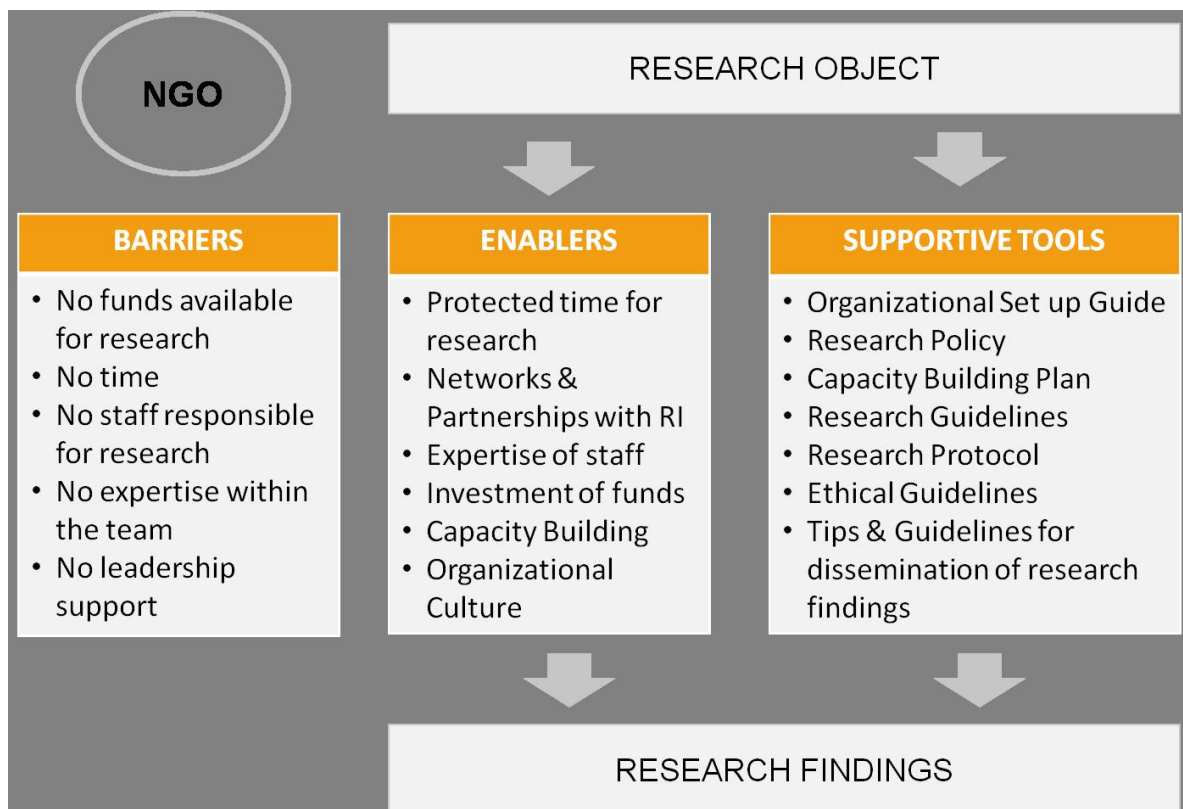 NGO
RESEARCH OBJECT
BARRIERS
• No funds available
for research
• No time
• No staff responsible
for research
• No expertise within
the team
• No leadership
support
ENABLERS
• Protected time for
research
• Networks &
Partnerships with RI
• Expertise of staff
• Investment of funds
• Capacity Building
• Organizational
Culture
SUPPORTIVE TOOLS
• Organizational Set up Guide
• Research Policy
• Capacity Building Plan
• Research Guidelines
• Research Protocol
• Ethical Guidelines
• Tips & Guidelines for
dissemination of research
findings
RESEARCH FINDINGS